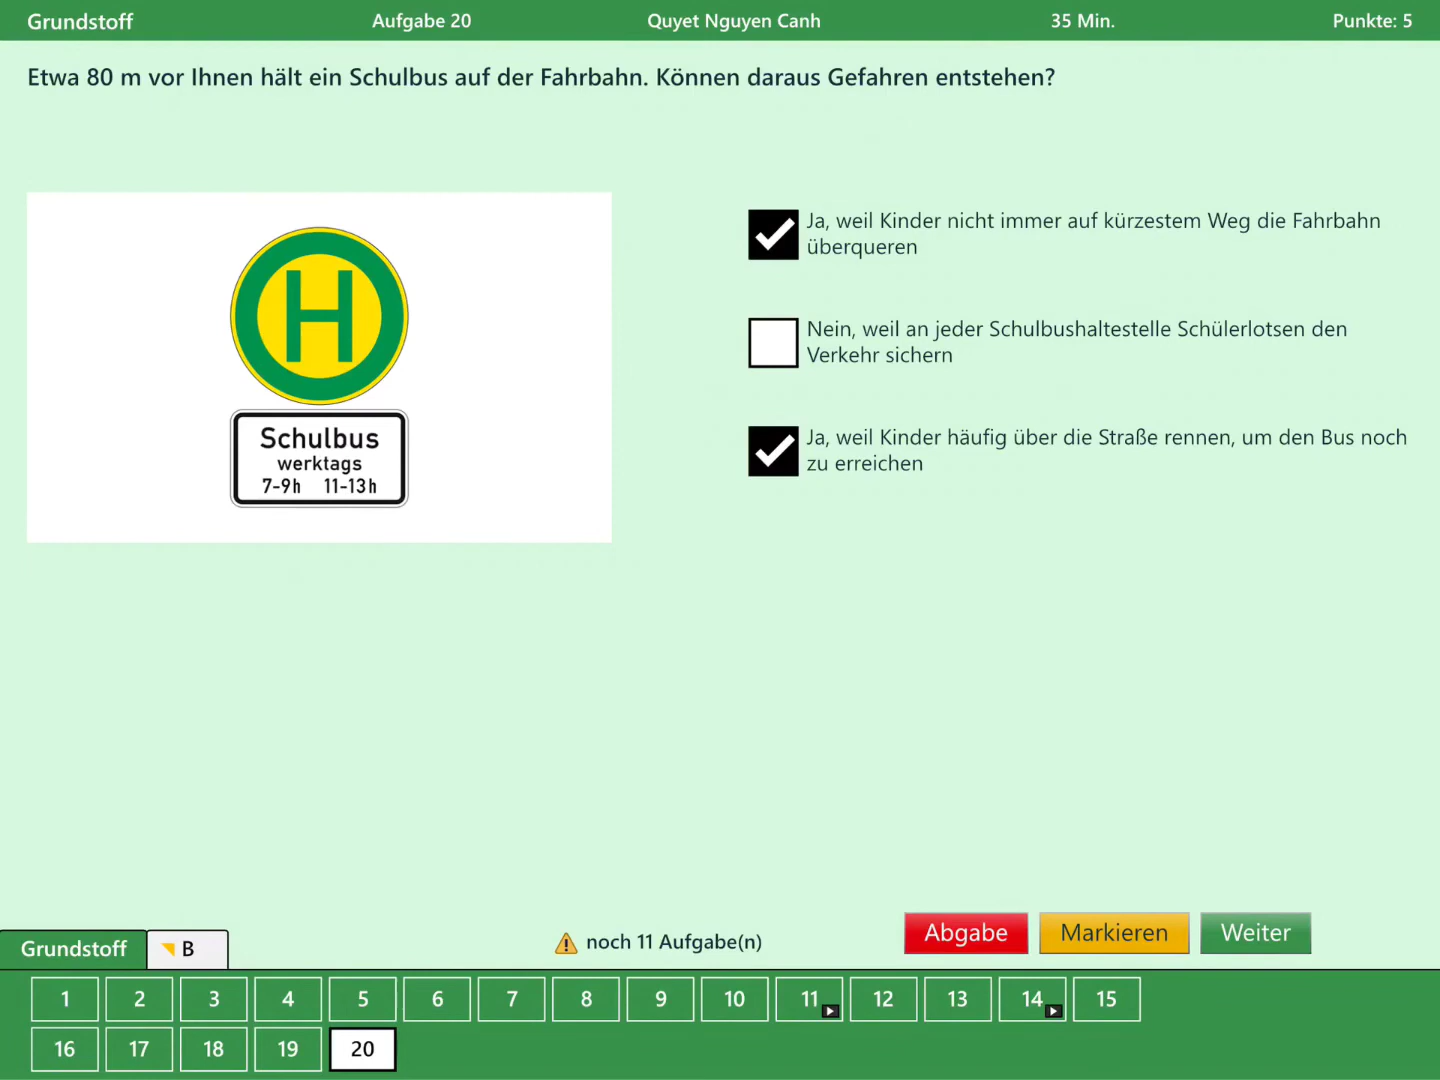 Grundstoff Aufgabe 20 Quyet Nguyen Canh 35 Min. Punkte: 5
Etwa 80 m vor Ihnen hält ein Schulbus auf der Fahrbahn. Können daraus Gefahren entstehen?
H
Schulbus
werktags
7-9h 11-13h
Ja, weil Kinder nicht immer auf kürzestem Weg die Fahrbahn
überqueren
Nein, weil an jeder Schulbushaltestelle Schülerlotsen den
Verkehr sichern
Ja, weil Kinder häufig über die Straße rennen, um den Bus noch
zu erreichen
Grundstoff B noch 11 Aufgabe(n) Abgabe Markieren Weiter
1 2 3 4 5 6 7 8 9 10 11 12 13 14 15
16 17 18 19 20